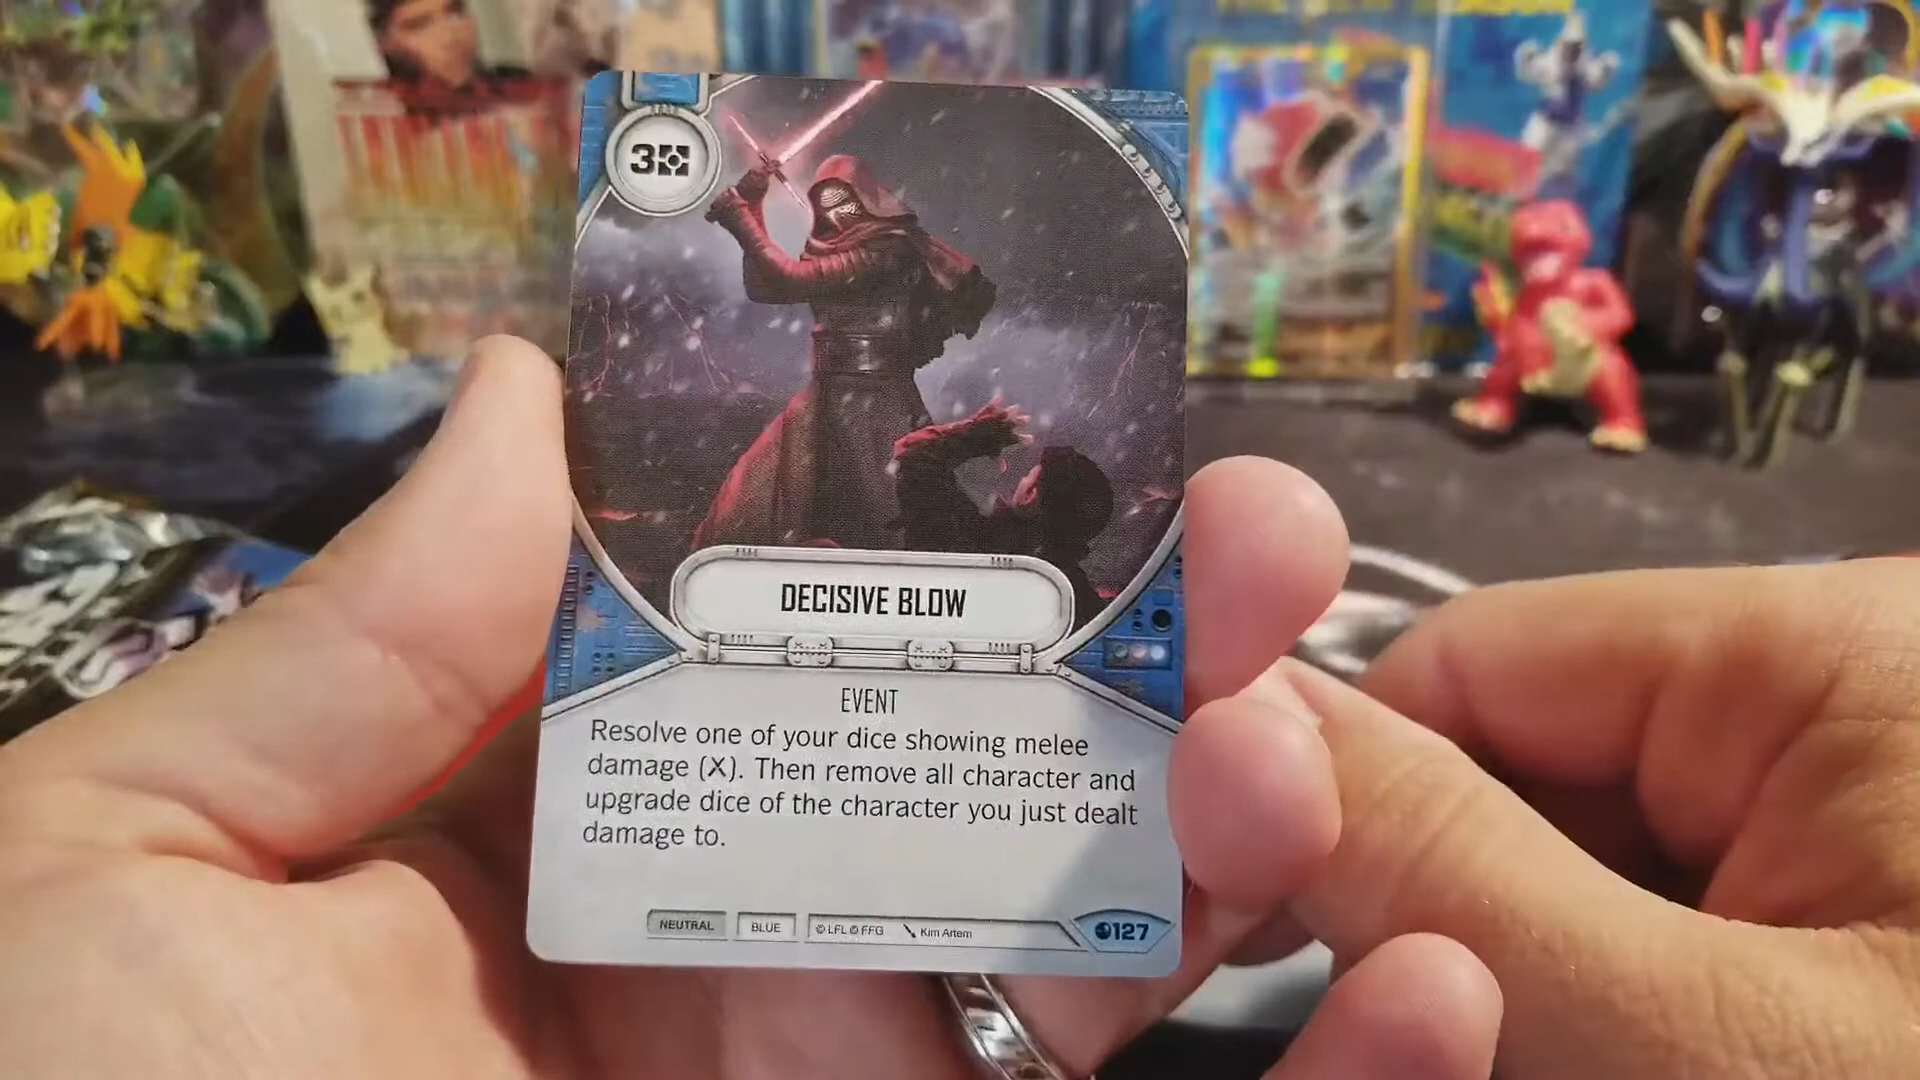 3
DECISIVE BLOW
EVENT
Resolve one of your dice showing melee
damage (X). Then remove all character and
upgrade dice of the character you just dealt
damage to.
NEUTRAL BLUE © LFL © FFG Kim Artem 127